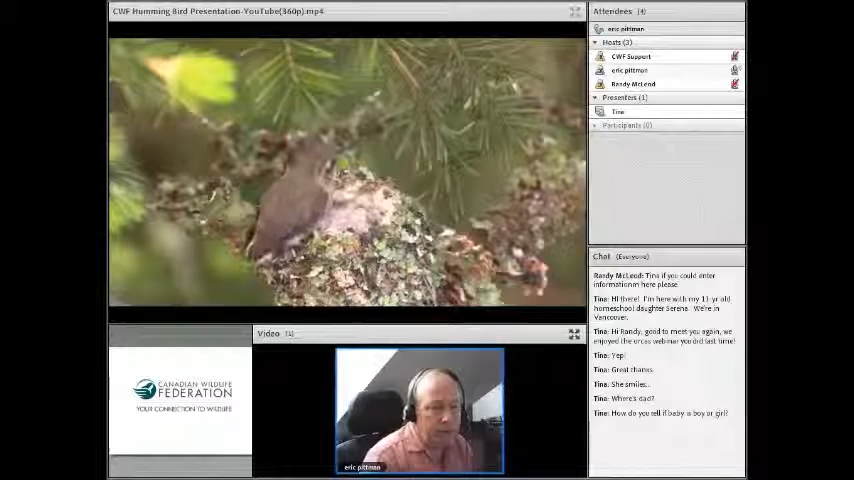 CWF Humming Bird Presentation-YouTube(360p).mp4
Attendees (4)
eric pittman
Hosts (3)
CWF Support
eric pittman
Randy McLeod
Presenters (1)
Tina
Participants (0)
Chat (Everyone)
Randy McLeod: Tina if you could enter
informationm here please
Tina: Hi there! I'm here with my 13 yr old
homeschool daughter Serena. We're in
Vancouver.
Tina: Hi Randy, good to meet you again, we
enjoyed the orcas webinar you did last time!
Tina: Yep!
Tina: Great thanks.
Tina: She smiles...
Tina: Where's dad?
Tina: How do you tell if baby is boy or girl?
Video (1)
CANADIAN WILDLIFE
FEDERATION
YOUR CONNECTION TO WILDLIFE
eric pittman